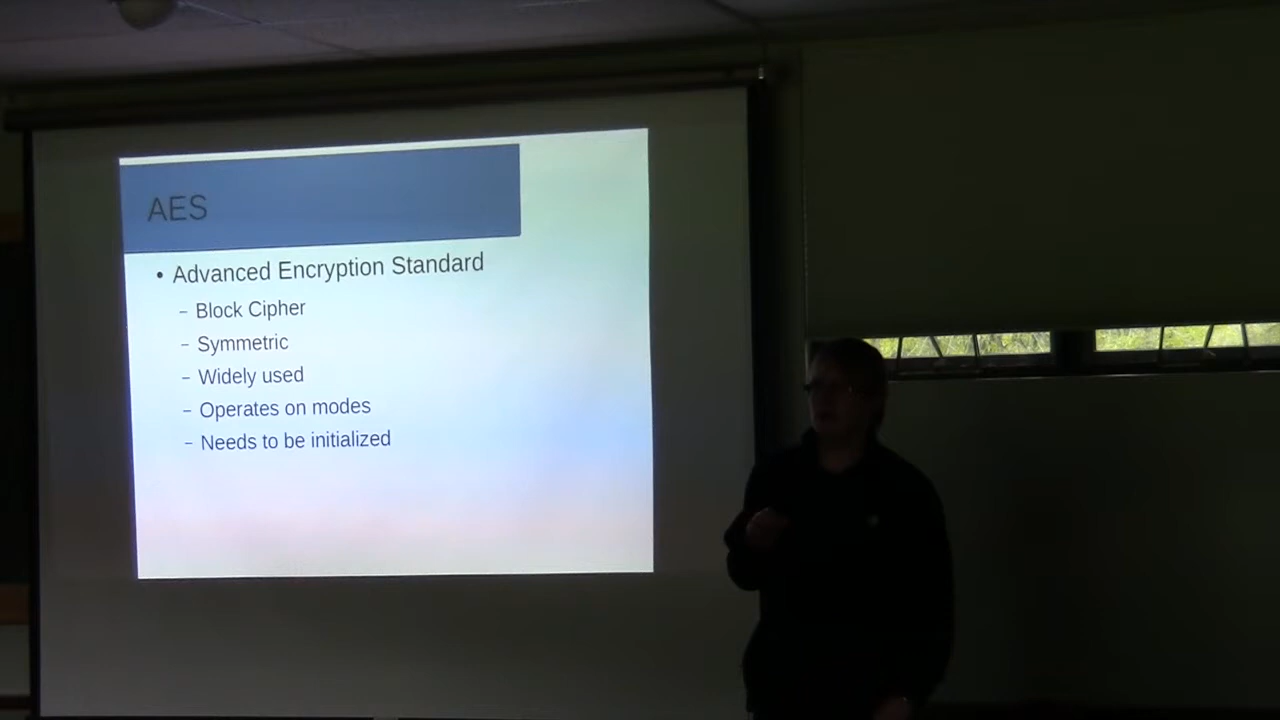 AES
• Advanced Encryption Standard
– Block Cipher
– Symmetric
– Widely used
– Operates on modes
– Needs to be initialized